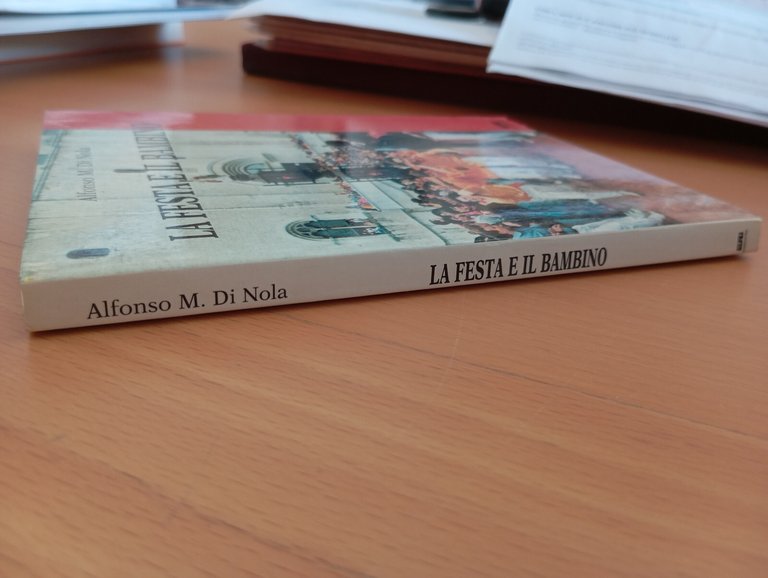 Alfonso M. Di Nola
LA FESTA E IL BAMBINO
Alfonso M. Di Nola
LA FESTA E IL BAMBINO